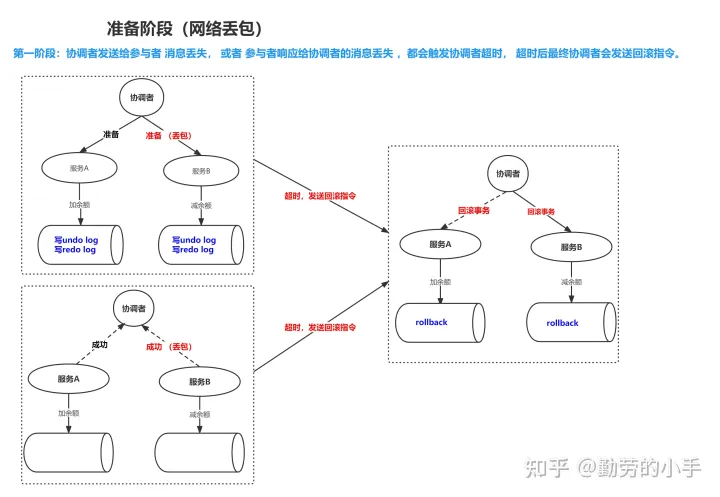 准备阶段（网络丢包）
第一阶段：协调者发送给参与者 消息丢失， 或者 参与者响应给协调者的消息丢失 ，都会触发协调者超时， 超时后最终协调者会发送回滚指令。
协调者
准备
准备 （丢包）
服务A
服务B
加余额
减余额
写undo log
写redo log
写undo log
写redo log
超时，发送回滚指令
协调者
回滚事务
回滚事务
服务A
服务B
加余额
减余额
rollback
rollback
协调者
成功
成功 （丢包）
超时，发送回滚指令
服务A
服务B
加余额
减余额
知乎 @勤劳的小手